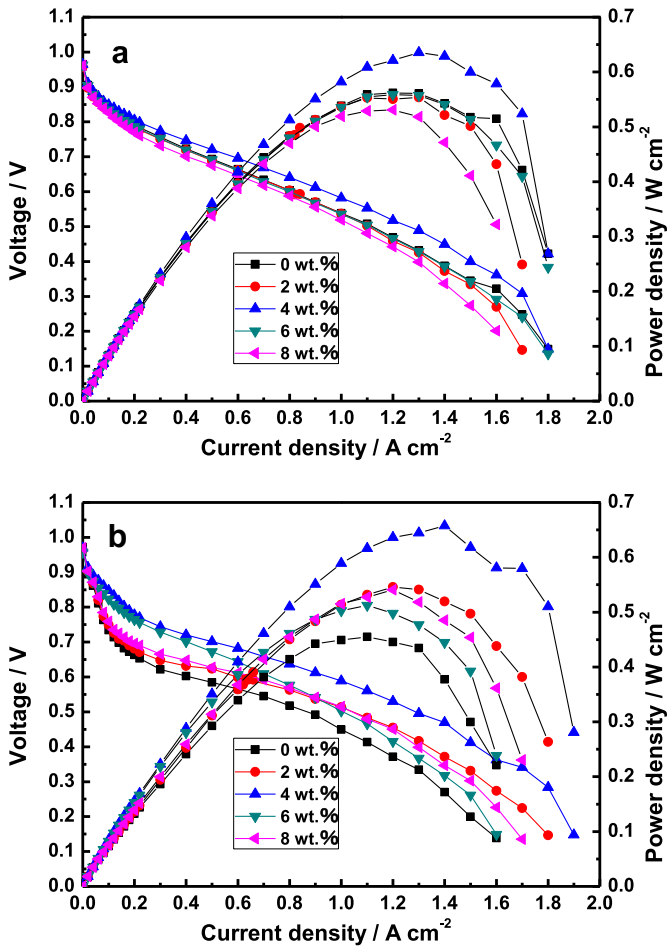 a
1.1
1.0
0.9
0.8
0.7
0.6
0.5
0.4
0.3
0.2
0.1
0.0
Voltage / V
0 wt.%
2 wt.%
4 wt.%
6 wt.%
8 wt.%
0.7
0.6
0.5
0.4
0.3
0.2
0.1
0.0
Power density / W cm-2
0.0 0.2 0.4 0.6 0.8 1.0 1.2 1.4 1.6 1.8 2.0
Current density / A cm-2
b
1.1
1.0
0.9
0.8
0.7
0.6
0.5
0.4
0.3
0.2
0.1
0.0
Voltage / V
0 wt.%
2 wt.%
4 wt.%
6 wt.%
8 wt.%
0.7
0.6
0.5
0.4
0.3
0.2
0.1
0.0
Power density / W cm-2
0.0 0.2 0.4 0.6 0.8 1.0 1.2 1.4 1.6 1.8 2.0
Current density / A cm-2